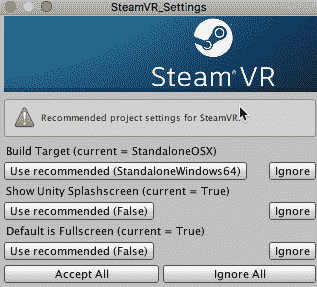 SteamVR_Settings
STEAM VR
Recommended project settings for SteamVR:
Build Target (current = StandaloneOSX)
Use recommended (StandaloneWindows64) Ignore
Show Unity Splashscreen (current = True)
Use recommended (False) Ignore
Default is Fullscreen (current = True)
Use recommended (False) Ignore
Accept All Ignore All